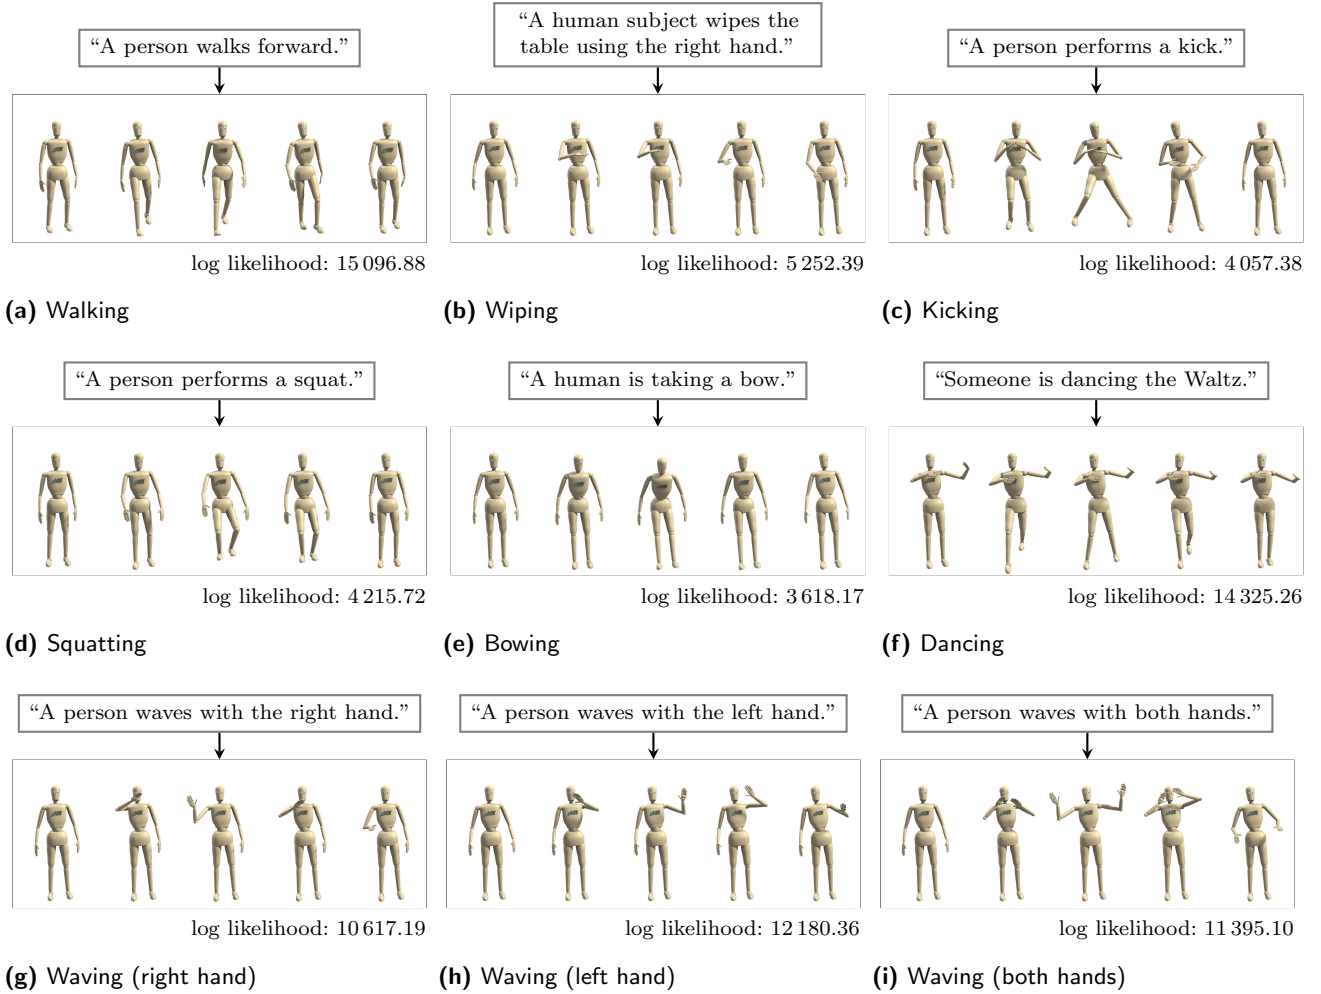 “A person walks forward.”
“A human subject wipes the
table using the right hand.”
“A person performs a kick.”
log likelihood: 15 096.88
log likelihood: 5 252.39
log likelihood: 4 057.38
(a) Walking
(b) Wiping
(c) Kicking
“A person performs a squat.”
“A human is taking a bow.”
“Someone is dancing the Waltz.”
log likelihood: 4 215.72
log likelihood: 3 618.17
log likelihood: 14 325.26
(d) Squatting
(e) Bowing
(f) Dancing
“A person waves with the right hand.”
“A person waves with the left hand.”
“A person waves with both hands.”
log likelihood: 10 617.19
log likelihood: 12 180.36
log likelihood: 11 395.10
(g) Waving (right hand)
(h) Waving (left hand)
(i) Waving (both hands)